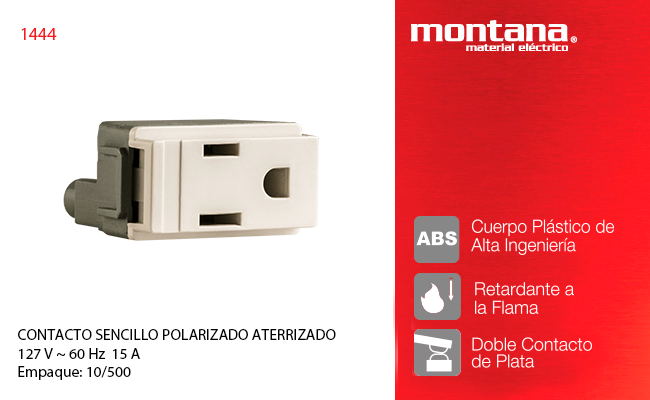 1444
montana®
material eléctrico
CONTACTO SENCILLO POLARIZADO ATERRIZADO
127 V ~ 60 Hz 15 A
Empaque: 10/500
ABS
Cuerpo Plástico de
Alta Ingeniería
Retardante a
la Flama
Doble Contacto
de Plata